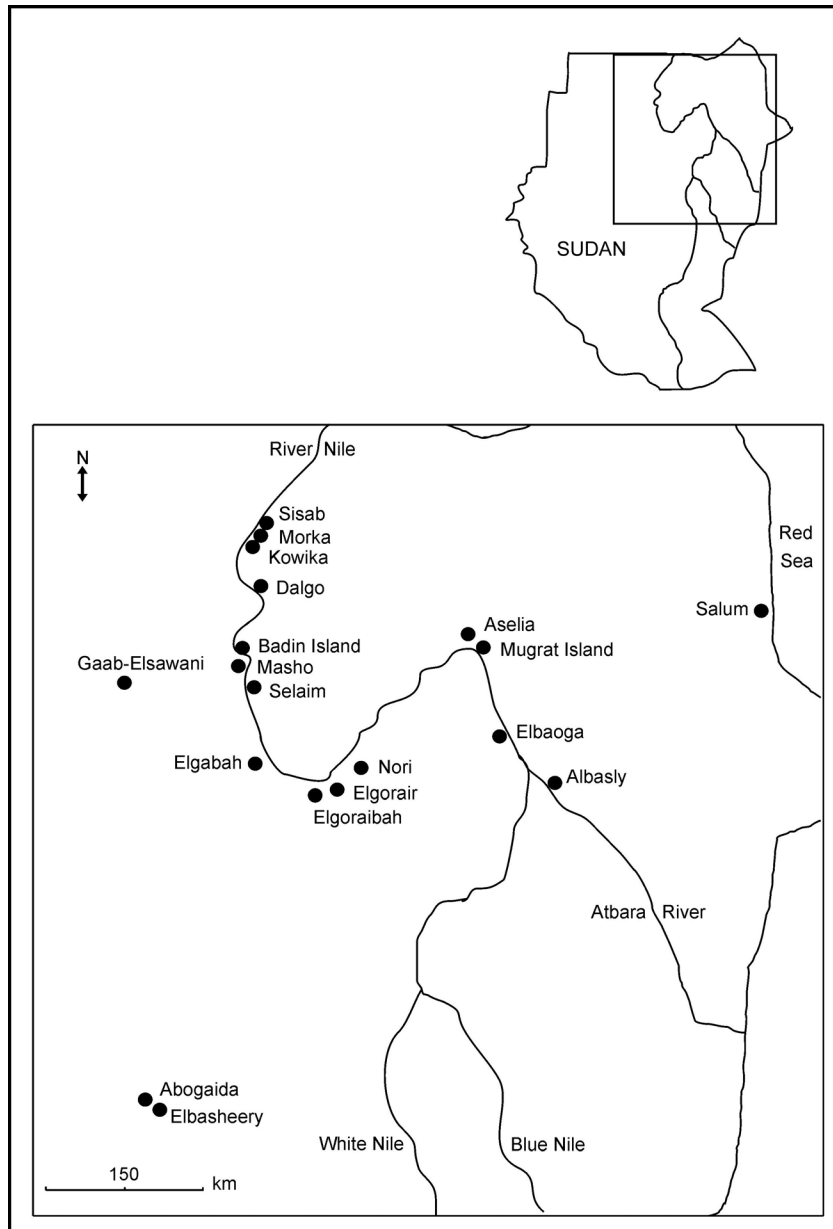 SUDAN
River Nile
N
Sisab
Morka
Kowika
Dalgo
Red
Sea
Salum
Aselia
Mugrat Island
Badin Island
Masho
Gaab-Elsawani
Selaim
Elbaoga
Elgabah
Nori
Albasly
Elgorair
Elgoraibah
Atbara River
Abogaida
Elbasheery
White Nile
Blue Nile
150
km